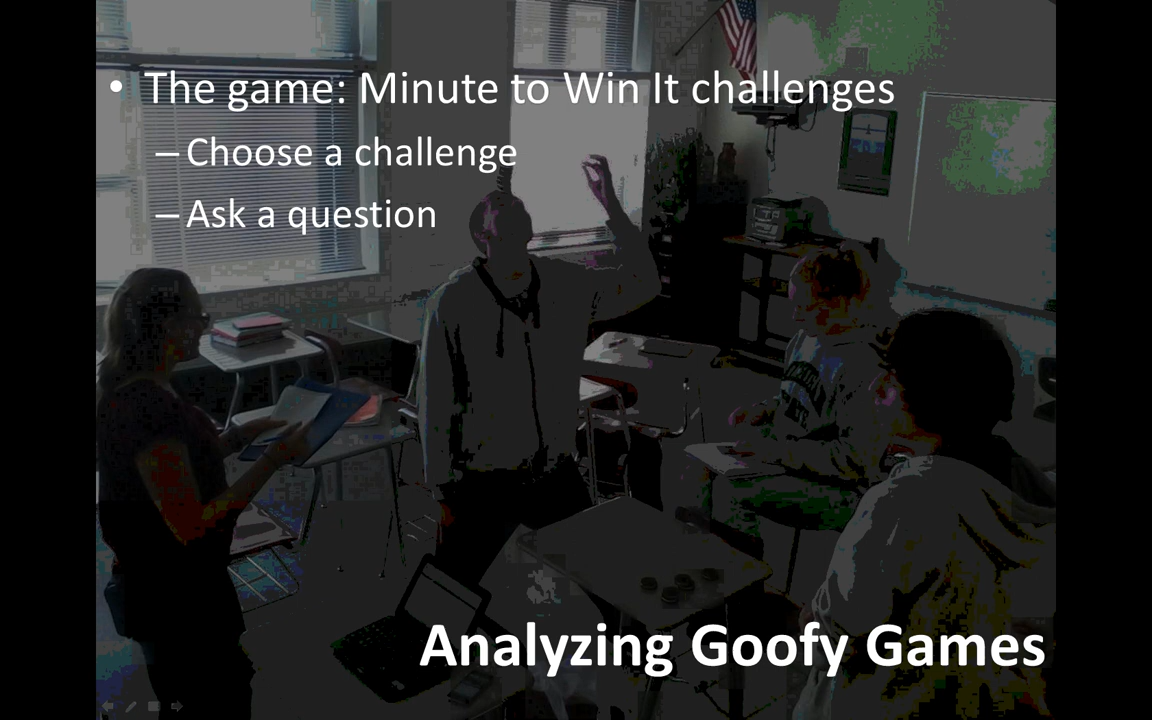 • The game: Minute to Win It challenges
– Choose a challenge
– Ask a question
Analyzing Goofy Games